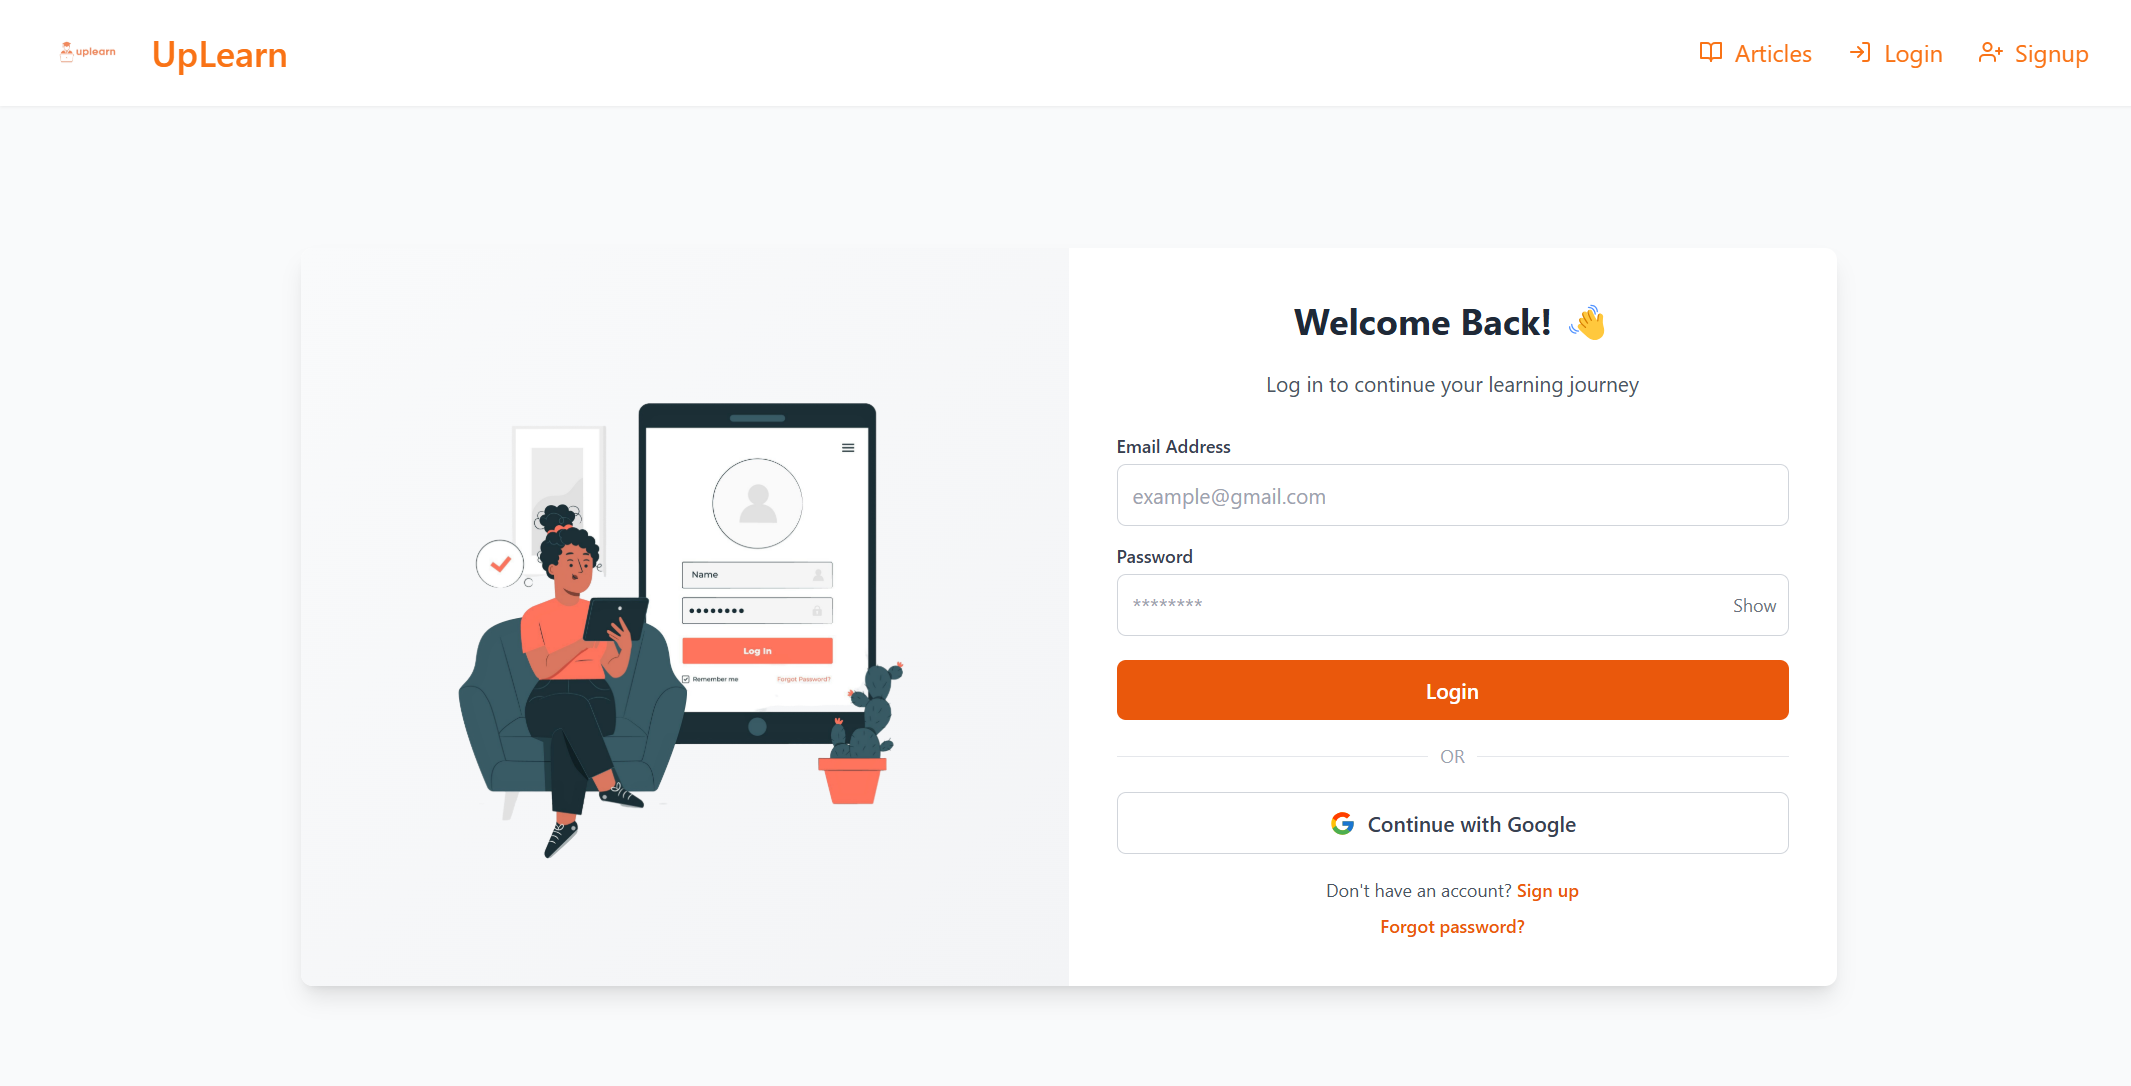 uplearn
UpLearn
Articles
Login
Signup
Name
••••••••
Log In
Remember me
Forgot Password?
Welcome Back! 👋
Log in to continue your learning journey
Email Address
example@gmail.com
Password
********
Show
Login
OR
Continue with Google
Don't have an account? Sign up
Forgot password?